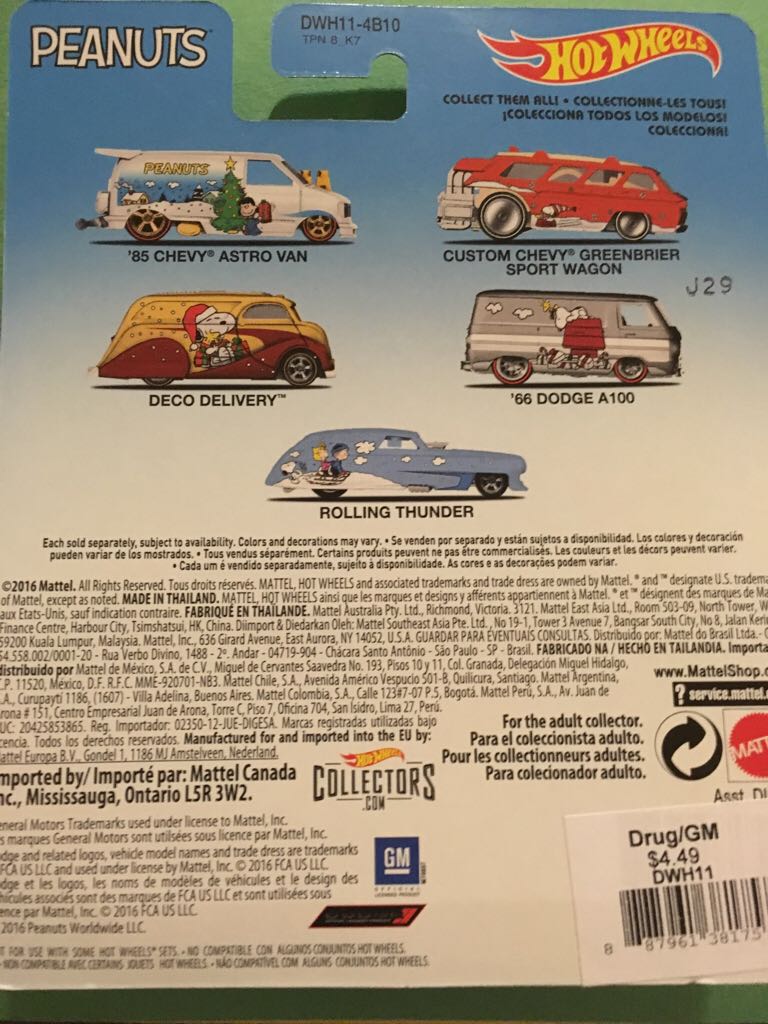 PEANUTS
DWH11-4B10
TPN 8 K7
HOT WHEELS
COLLECT THEM ALL! • COLLECTIONNE-LES TOUS!
¡COLECCIONA TODOS LOS MODELOS!
COLECCIONA!
PEANUTS
'85 CHEVY® ASTRO VAN
CUSTOM CHEVY® GREENBRIER
SPORT WAGON
J29
DECO DELIVERY™
'66 DODGE A100
ROLLING THUNDER
Each sold separately, subject to availability. Colors and decorations may vary. • Se venden por separado y están sujetos a disponibilidad. Los colores y decoración
pueden variar de los mostrados. • Tous vendus séparément. Certains produits peuvent ne pas être commercialisés. Les couleurs et les décors peuvent varier.
• Cada um é vendido separadamente, sujeito à disponibilidade. As cores e as decorações podem variar.
©2016 Mattel. All Rights Reserved. Tous droits réservés. MATTEL, HOT WHEELS and associated trademarks and trade dress are owned by Mattel. ® and ™ designate U.S. tradema
of Mattel, except as noted. MADE IN THAILAND. MATTEL, HOT WHEELS ainsi que les marques et designs y afférents appartiennent à Mattel. ® et ™ désignent des marques de Ma
aux États-Unis, sauf indication contraire. FABRIQUÉ EN THAÏLANDE. Mattel Australia Pty. Ltd., Richmond, Victoria. 3121. Mattel East Asia Ltd., Room 503-09, North Tower, W
Finance Centre, Harbour City, Tsimshatsui, HK, China. Diimport & Diedarkan Oleh: Mattel Southeast Asia Pte. Ltd., No 19-1, Tower 3 Avenue 7, Bangsar South City, No 8, Jalan Keri
59200 Kuala Lumpur, Malaysia. Mattel, Inc., 636 Girard Avenue, East Aurora, NY 14052, U.S.A. GUARDAR PARA EVENTUAIS CONSULTAS. Distribuido por: Mattel do Brasil Ltda. - C
54.558.002/0001-20 - Rua Verbo Divino, 1488 - 2º. Andar - 04719-904 - Chácara Santo Antônio - São Paulo - SP - Brasil. FABRICADO NA / HECHO EN TAILANDIA. Importa
distribuido por Mattel de México, S.A. de C.V., Miguel de Cervantes Saavedra No. 193, Pisos 10 y 11, Col. Granada, Delegación Miguel Hidalgo,
C.P. 11520, México, D.F. R.F.C. MME-920701-NB3. Mattel Chile, S.A., Avenida Américo Vespucio 501-B, Quilicura, Santiago. Mattel Argentina,
.A., Curupaytí 1186, (1607) - Villa Adelina, Buenos Aires. Mattel Colombia, S.A., Calle 123#7-07 P.5, Bogotá. Mattel Perú, S.A., Av. Juan de
rona # 151, Centro Empresarial Juan de Arona, Torre C, Piso 7, Oficina 704, San Isidro, Lima 27, Perú.
UC: 20425853865. Reg. Importador: 02350-12-JUE-DIGESA. Marcas registradas utilizadas bajo
cencia. Todos los derechos reservados. Manufactured for and imported into the EU by:
attel Europa B.V., Gondel 1, 1186 MJ Amstelveen, Nederland.
mported by/ Importé par: Mattel Canada
nc., Mississauga, Ontario L5R 3W2.
HOT WHEELS
COLLECTORS
.COM
www.MattelShop.c
? service.mattel.
For the adult collector.
Para el coleccionista adulto.
Pour les collectionneurs adultes.
Para colecionador adulto.
MATT
Asst. D
eneral Motors Trademarks used under license to Mattel, Inc.
s marques General Motors sont utilsées sous licence par Mattel, Inc.
odge and related logos, vehicle model names and trade dress are trademarks
FCA US LLC and used under license by Mattel, Inc. © 2016 FCA US LLC.
dge et les logos, les noms de modèles de véhicules et le design des
hicules associés sont des marques de FCA US LLC et sont utilisées sous
ence par Mattel, Inc. © 2016 FCA US LLC.
2016 Peanuts Worldwide LLC.
GM
OFFICIAL
LICENSED PRODUCT
DODGE
T FOR USE WITH SOME HOT WHEELS® SETS. • NO COMPATIBLE CON ALGUNOS CONJUNTOS HOT WHEELS.
• NON COMPATIBLE AVEC CERTAINS JOUETS HOT WHEELS. • NÃO COMPATÍVEL COM ALGUNS CONJUNTOS HOT WHEELS.
Drug/GM
$4.49
DWH11
8 87961 38175